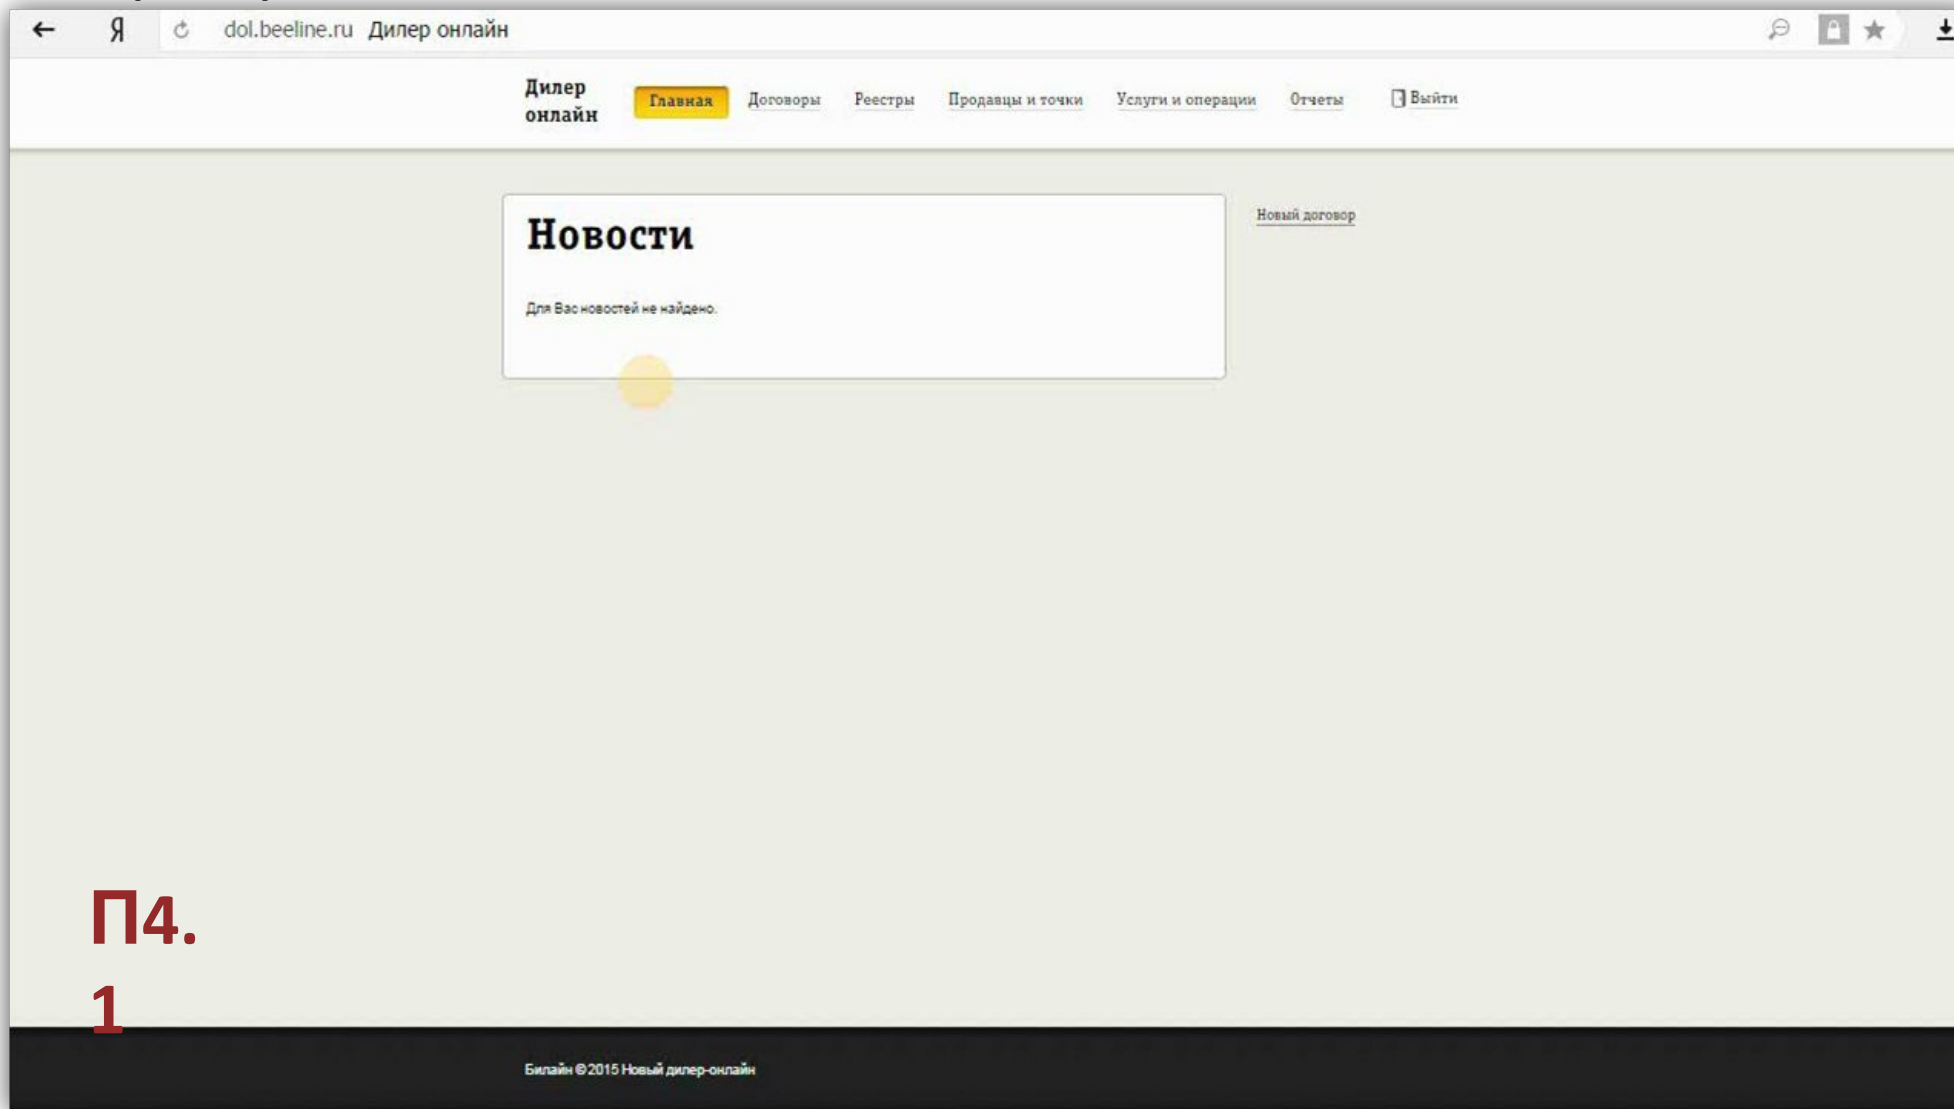 Я dol.beeline.ru Дилер онлайн
Дилер
онлайн
Главная Договоры Реестры Продавцы и точки Услуги и операции Отчеты Выйти
Новости
Новый договор
Для Вас новостей не найдено.
П4.
1
Билайн © 2015 Новый дилер-онлайн